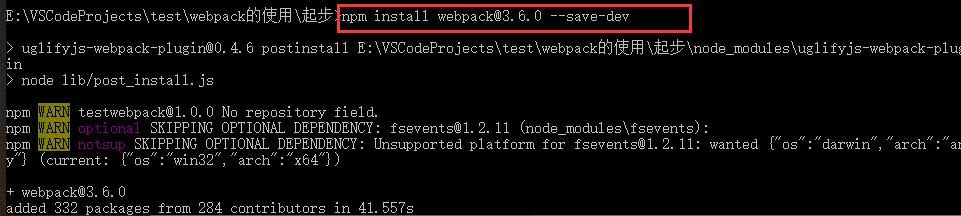 E:\VSCodeProjects\test\webpack的使用\起步>npm install webpack@3.6.0 --save-dev
> uglifyjs-webpack-plugin@0.4.6 postinstall E:\VSCodeProjects\test\webpack的使用\起步\node_modules\uglifyjs-webpack-plug
in
> node lib/post_install.js
npm WARN testwebpack@1.0.0 No repository field.
npm WARN optional SKIPPING OPTIONAL DEPENDENCY: fsevents@1.2.11 (node_modules\fsevents):
npm WARN notsup SKIPPING OPTIONAL DEPENDENCY: Unsupported platform for fsevents@1.2.11: wanted {"os":"darwin","arch":"an
y"} (current: {"os":"win32","arch":"x64"})
+ webpack@3.6.0
added 332 packages from 284 contributors in 41.557s